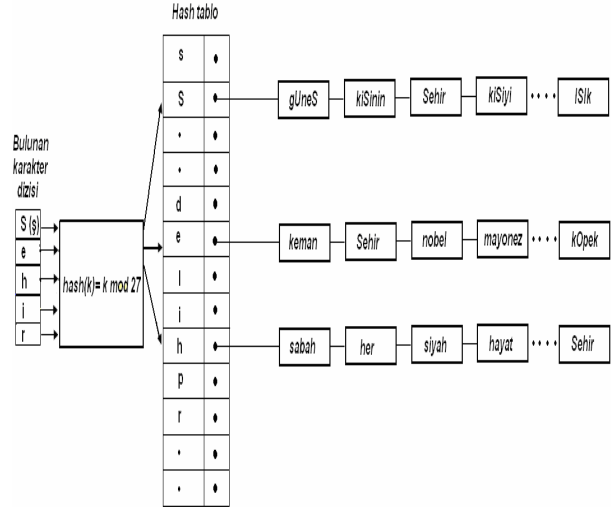 Hash tablo
s
S
gUneS kiSinin Sehir kiSiyi ISIk
Bulunan
karakter
dizisi
d
S (ş)
e
e
keman Sehir nobel mayonez kOpek
h
hash(k)= k mod 27
l
i
i
r
h
sabah her siyah hayat Sehir
p
r